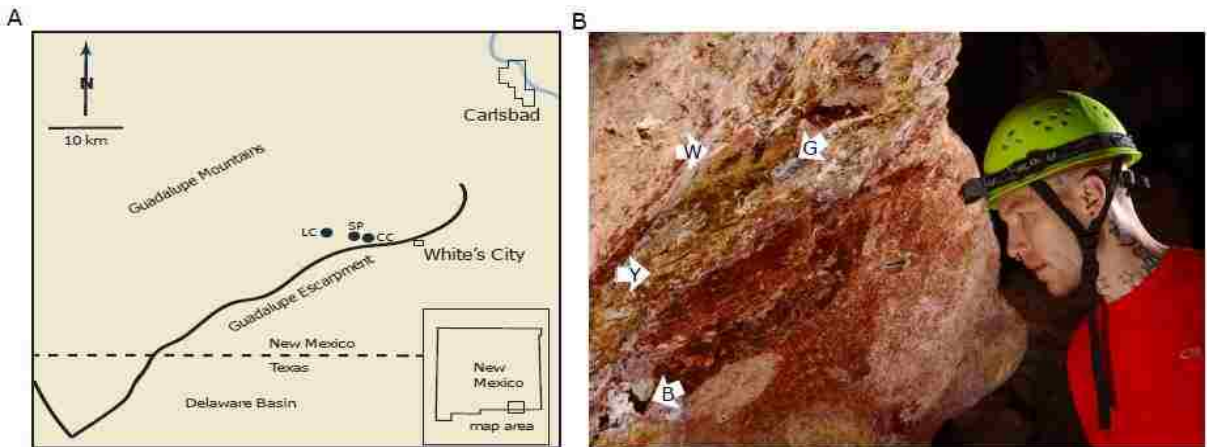 A
N
10 km
Carlsbad
Guadalupe Mountains
LC
SP
CC
White's City
Guadalupe Escarpment
New Mexico
Texas
Delaware Basin
New
Mexico
map area
B
W
G
Y
B